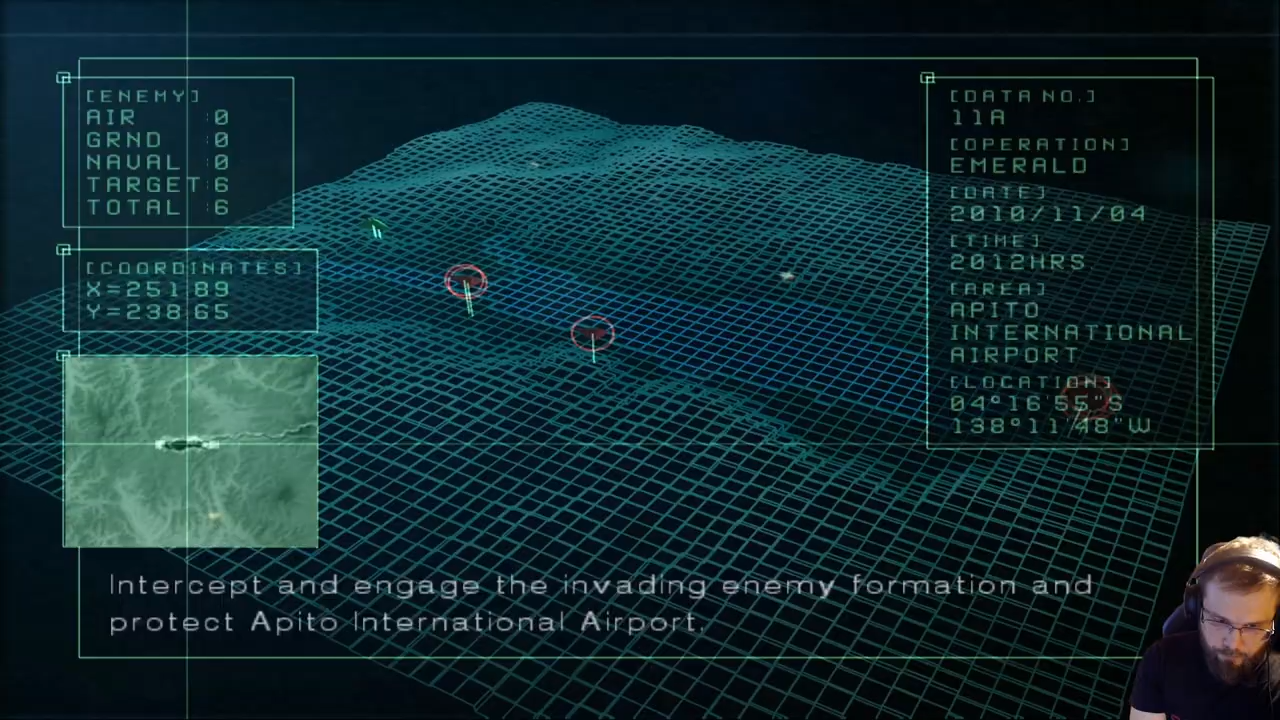 [ENEMY]
AIR :0
GRND :0
NAVAL :0
TARGET:6
TOTAL :6
[COORDINATES]
X=251.89
Y=238.65
[DATA NO.]
11A
[OPERATION]
EMERALD
[DATE]
2010/11/04
[TIME]
2012HRS
[AREA]
APITO
INTERNATIONAL
AIRPORT
[LOCATION]
04°16'55"S
138°11'48"W
Intercept and engage the invading enemy formation and
protect Apito International Airport.